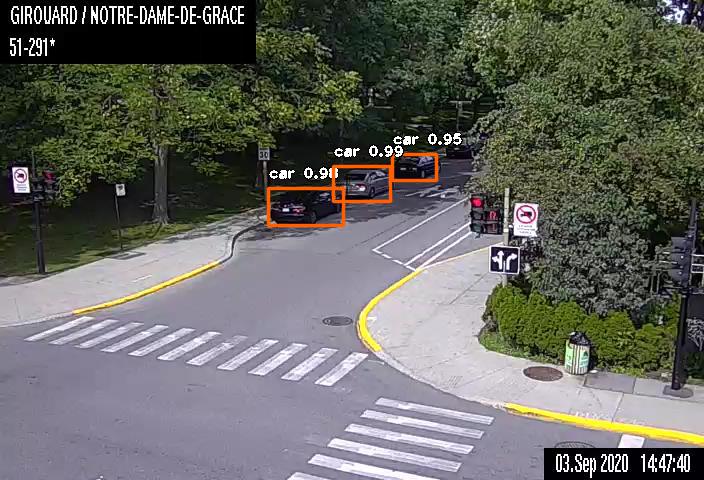 GIROUARD / NOTRE-DAME-DE-GRACE
51-291*
car 0.95
car 0.99
car 0.98
30
03.Sep 2020 14:47:40